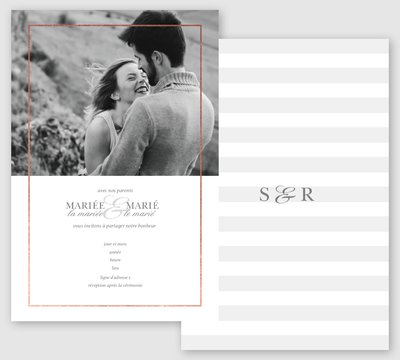 avec nos parents
MARIÉE & MARIÉ
la mariée le marié
vous invitons à partager notre bonheur
jour et mois
année
heure
lieu
ligne d'adresse 1
réception après la cérémonie
S & R